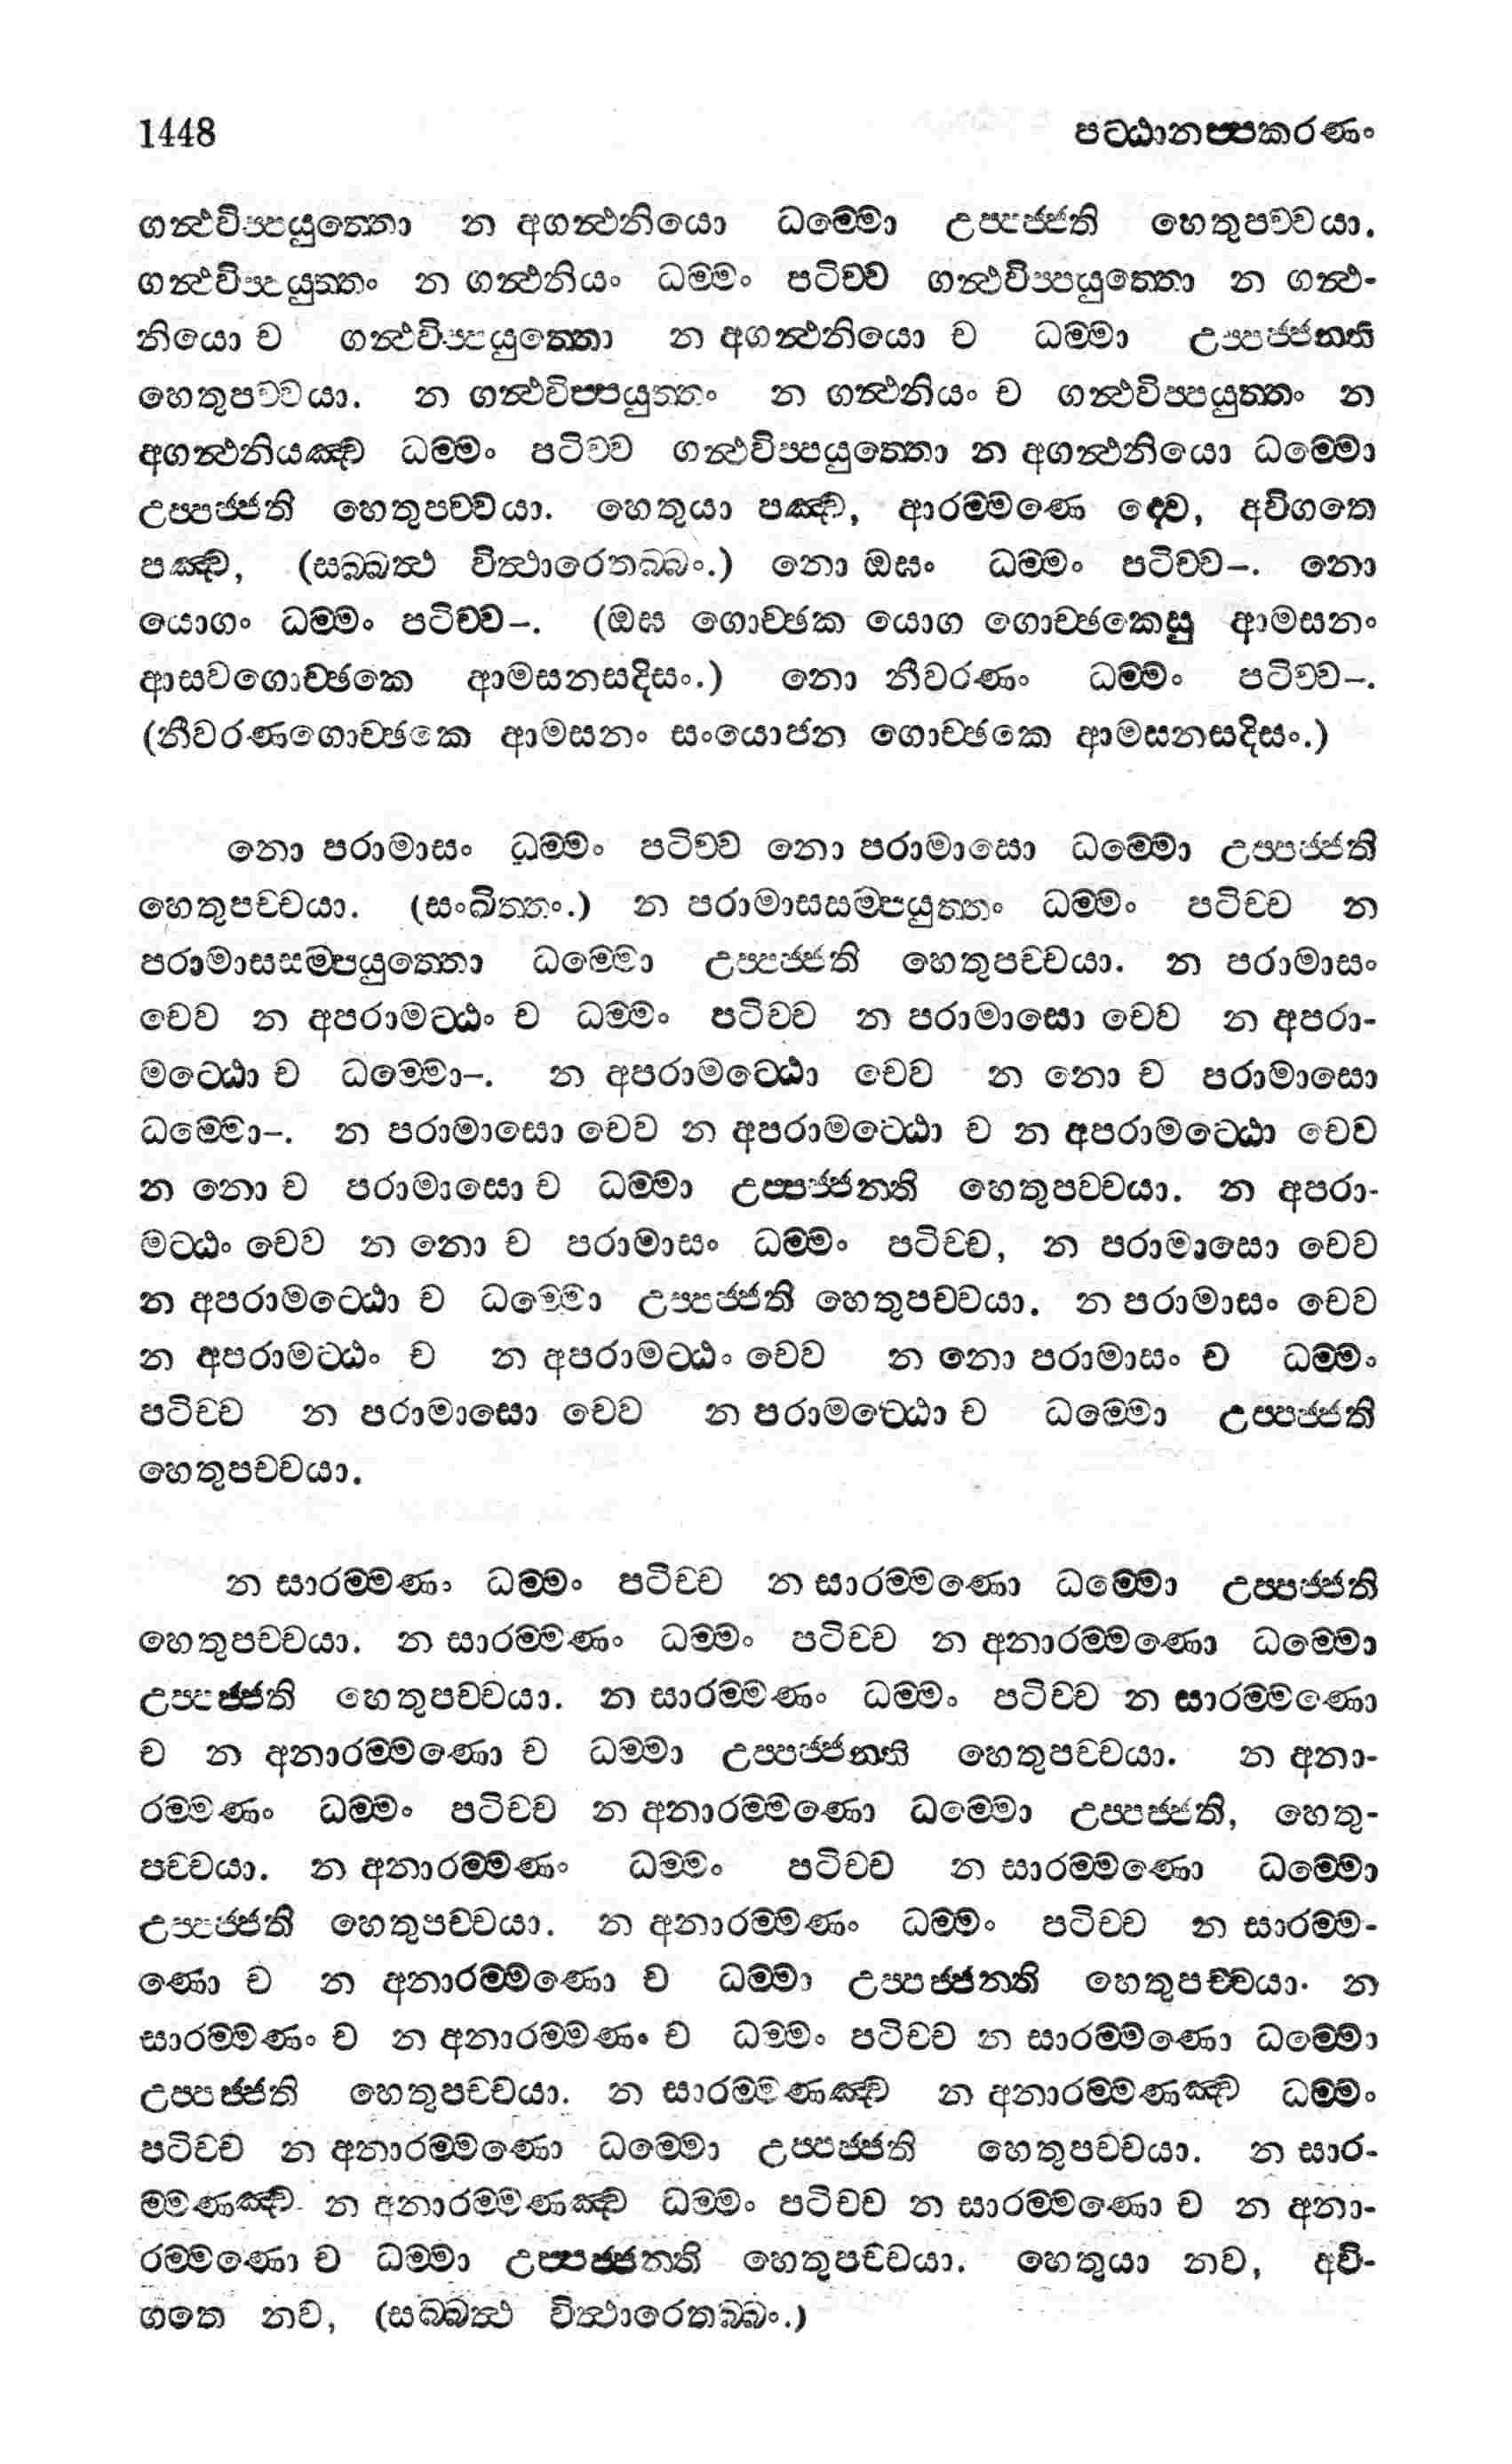 1448 පට්ඨානප්පකරණං
ගන්ථවිප්පයුත්තො න අගන්ථනියො ධම්මො උප්පජ්ජති හෙතුපච්චයා.
ගන්ථවිප්පයුත්තං න ගන්ථනියං ධම්මං පටිච්ච ගන්ථවිප්පයුත්තො න ගන්ථ-
නියො ච ගන්ථවිප්පයුත්තො න අගන්ථනියො ච ධම්මා උප්පජ්ජන්ති
හෙතුපච්චයා. න ගන්ථවිප්පයුත්තං න ගන්ථනියං ච ගන්ථවිප්පයුත්තං න
අගන්ථනියඤ්ච ධම්මං පටිච්ච ගන්ථවිප්පයුත්තො න අගන්ථනියො ධම්මො
උප්පජ්ජති හෙතුපච්චයා. හෙතුයා පඤ්ච, ආරම්මණෙ ද්වෙ, අවිගතෙ
පඤ්ච, (සබ්බත්ථ විත්ථාරෙතබ්බං.) නො ඔඝං ධම්මං පටිච්ච–. නො
යොගං ධම්මං පටිච්ච–. (ඔඝ ගොච්ඡක යොග ගොච්ඡකෙසු ආමසනං
ආසවගොච්ඡකෙ ආමසනසදිසං.) නො නීවරණං ධම්මං පටිච්ච–.
(නීවරණගොච්ඡකෙ ආමසනං සංයොජන ගොච්ඡකෙ ආමසනසදිසං.)
නො පරාමාසං ධම්මං පටිච්ච නො පරාමාසො ධම්මො උප්පජ්ජති
හෙතුපච්චයා. (සංඛිත්තං.) න පරාමාසසම්පයුත්තං ධම්මං පටිච්ච න
පරාමාසසම්පයුත්තො ධම්මො උප්පජ්ජති හෙතුපච්චයා. න පරාමාසං
චෙව න අපරාමට්ඨං ච ධම්මං පටිච්ච න පරාමාසො චෙව න අපරා-
මට්ඨො ච ධම්මො–. න අපරාමට්ඨො චෙව න නො ච පරාමාසො
ධම්මො–. න පරාමාසො චෙව න අපරාමට්ඨො ච න අපරාමට්ඨො චෙව
න නො ච පරාමාසො ච ධම්මා උප්පජ්ජන්ති හෙතුපච්චයා. න අපරා-
මට්ඨං චෙව න නො ච පරාමාසං ධම්මං පටිච්ච, න පරාමාසො චෙව
න අපරාමට්ඨො ච ධම්මො උප්පජ්ජති හෙතුපච්චයා. න පරාමාසං චෙව
න අපරාමට්ඨං ච න අපරාමට්ඨං චෙව න නො පරාමාසං ච ධම්මං
පටිච්ච න පරාමාසො චෙව න පරාමට්ඨො ච ධම්මො උප්පජ්ජති
හෙතුපච්චයා.
න සාරම්මණං ධම්මං පටිච්ච න සාරම්මණො ධම්මො උප්පජ්ජති
හෙතුපච්චයා. න සාරම්මණං ධම්මං පටිච්ච න අනාරම්මණො ධම්මො
උප්පජ්ජති හෙතුපච්චයා. න සාරම්මණං ධම්මං පටිච්ච න සාරම්මණො
ච න අනාරම්මණො ච ධම්මා උප්පජ්ජන්ති හෙතුපච්චයා. න අනා-
රම්මණං ධම්මං පටිච්ච න අනාරම්මණො ධම්මො උප්පජ්ජති, හෙතු-
පච්චයා. න අනාරම්මණං ධම්මං පටිච්ච න සාරම්මණො ධම්මො
උප්පජ්ජති හෙතුපච්චයා. න අනාරම්මණං ධම්මං පටිච්ච න සාරම්ම-
ණො ච න අනාරම්මණො ච ධම්මා උප්පජ්ජන්ති හෙතුපච්චයා. න
සාරම්මණං ච න අනාරම්මණං ච ධම්මං පටිච්ච න සාරම්මණො ධම්මො
උප්පජ්ජති හෙතුපච්චයා. න සාරම්මණඤ්ච න අනාරම්මණඤ්ච ධම්මං
පටිච්ච න අනාරම්මණො ධම්මො උප්පජ්ජති හෙතුපච්චයා. න සාර-
ම්මණඤ්ච න අනාරම්මණඤ්ච ධම්මං පටිච්ච න සාරම්මණො ච න අනා-
රම්මණො ච ධම්මා උප්පජ්ජන්ති හෙතුපච්චයා. හෙතුයා නව, අවි-
ගතෙ නව, (සබ්බත්ථ විත්ථාරෙතබ්බං.)